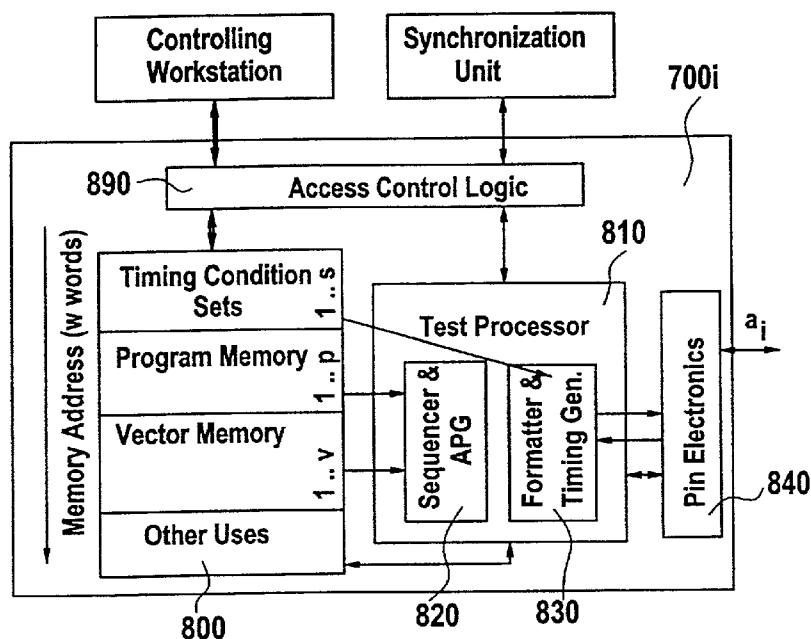 Controlling
Workstation
Synchronization
Unit
700i
890
Access Control Logic
Memory Address (w words)
Timing Condition
Sets
1 .. s
Program Memory
1 .. p
Vector Memory
1 .. v
Other Uses
800
810
Test Processor
Sequencer &
APG
Formatter &
Timing Gen.
820
830
Pin Electronics
ai
840